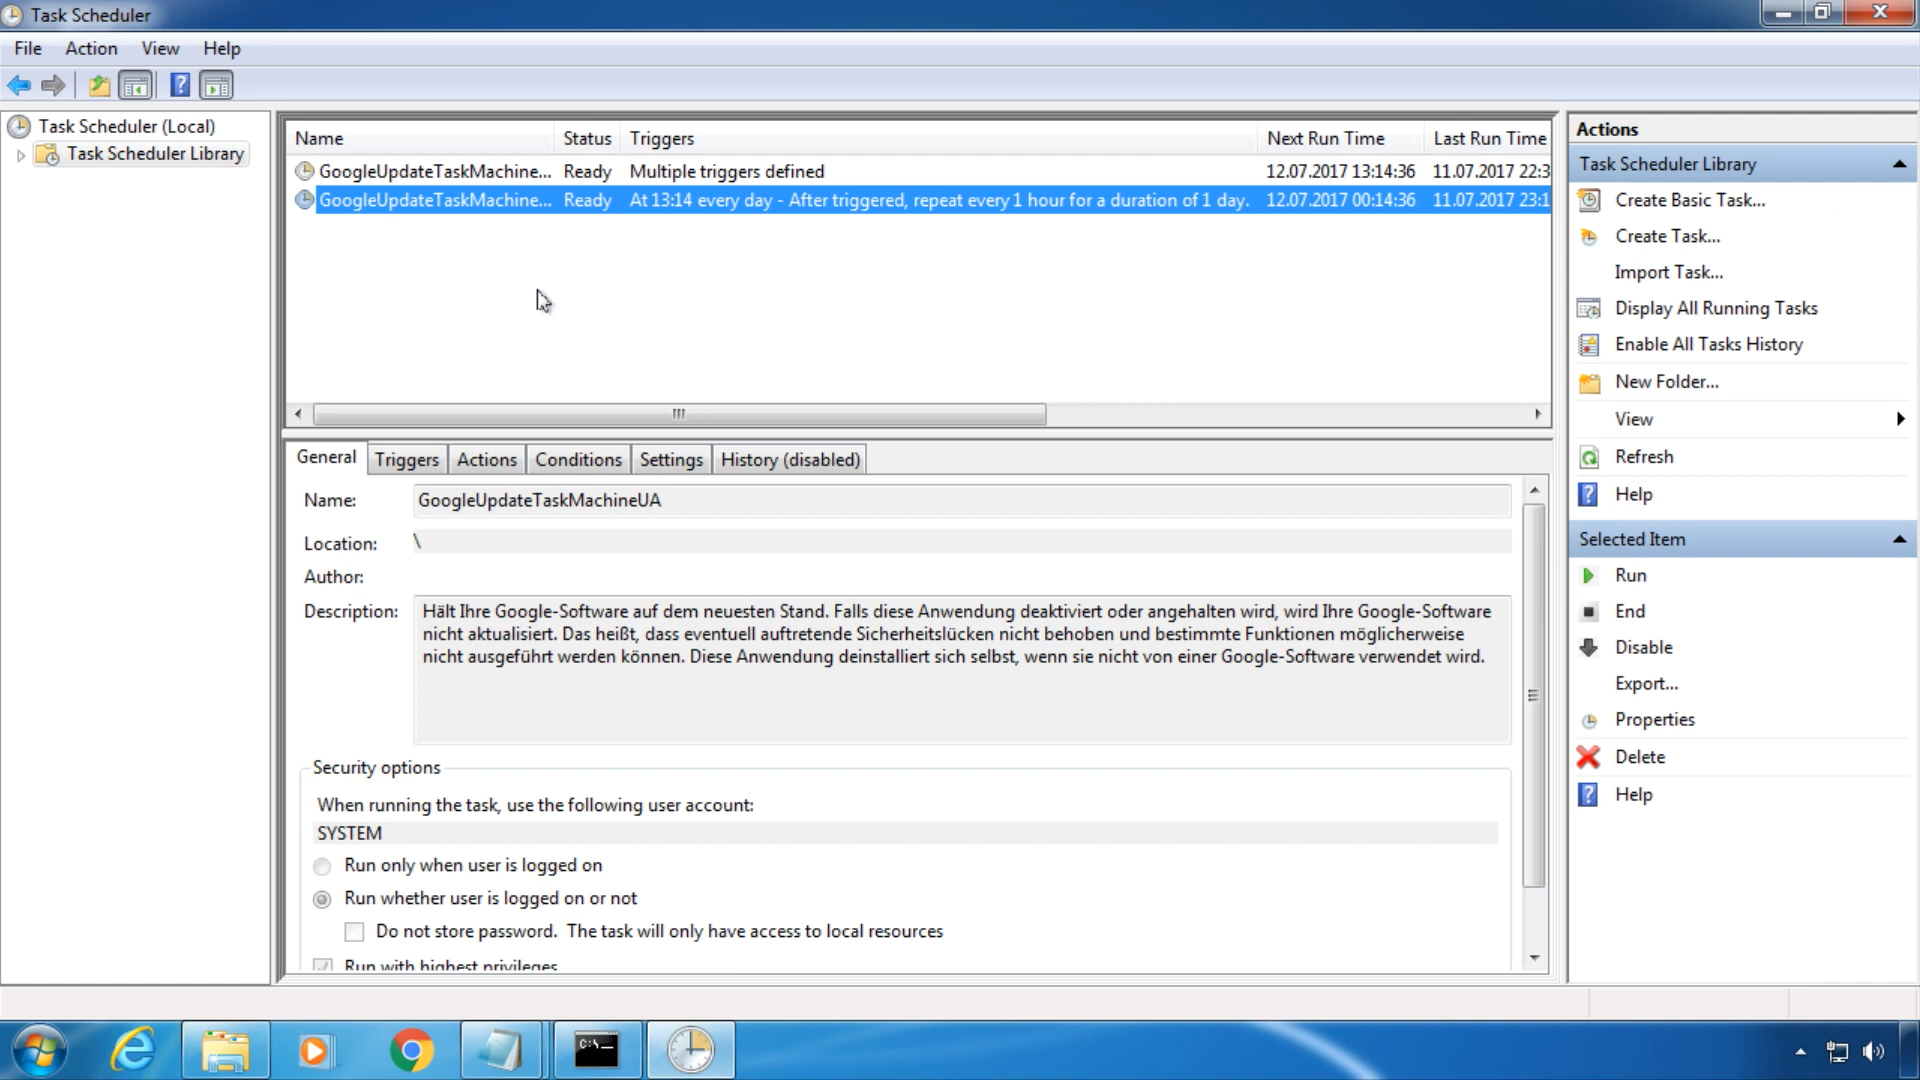 Task Scheduler
File Action View Help
Task Scheduler (Local)
Task Scheduler Library
Name Status Triggers Next Run Time Last Run Time
GoogleUpdateTaskMachine... Ready Multiple triggers defined 12.07.2017 13:14:36 11.07.2017 22:3
GoogleUpdateTaskMachine... Ready At 13:14 every day - After triggered, repeat every 1 hour for a duration of 1 day. 12.07.2017 00:14:36 11.07.2017 23:1
General Triggers Actions Conditions Settings History (disabled)
Name: GoogleUpdateTaskMachineUA
Location: \
Author:
Description: Hält Ihre Google-Software auf dem neuesten Stand. Falls diese Anwendung deaktiviert oder angehalten wird, wird Ihre Google-Software
nicht aktualisiert. Das heißt, dass eventuell auftretende Sicherheitslücken nicht behoben und bestimmte Funktionen möglicherweise
nicht ausgeführt werden können. Diese Anwendung deinstalliert sich selbst, wenn sie nicht von einer Google-Software verwendet wird.
Security options
When running the task, use the following user account:
SYSTEM
Run only when user is logged on
Run whether user is logged on or not
Do not store password. The task will only have access to local resources
Run with highest privileges
Actions
Task Scheduler Library
Create Basic Task...
Create Task...
Import Task...
Display All Running Tasks
Enable All Tasks History
New Folder...
View
Refresh
Help
Selected Item
Run
End
Disable
Export...
Properties
Delete
Help
C:\